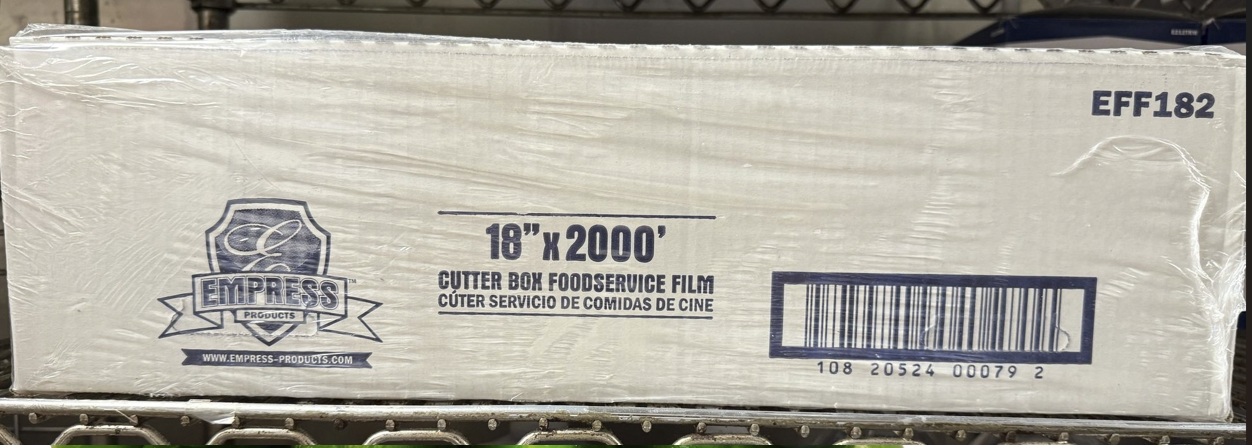 EFF182
E
EMPRESS™
PRODUCTS
WWW.EMPRESS-PRODUCTS.COM
18" x 2000'
CUTTER BOX FOODSERVICE FILM
CÚTER SERVICIO DE COMIDAS DE CINE
108 20524 00079 2